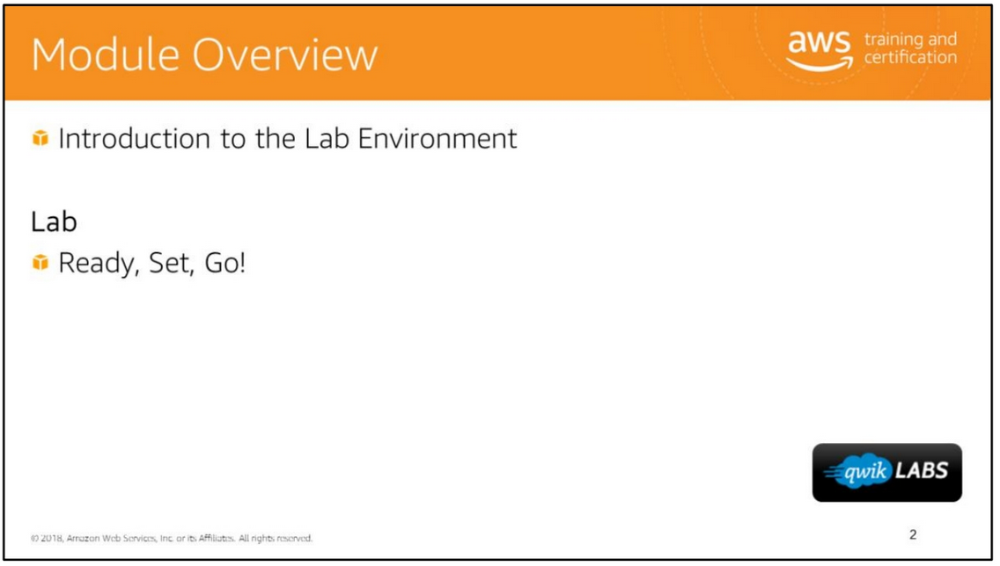 Module Overview
aws training and
certification
Introduction to the Lab Environment
Lab
Ready, Set, Go!
qwik LABS
© 2018, Amazon Web Services, Inc. or its Affiliates. All rights reserved.
2